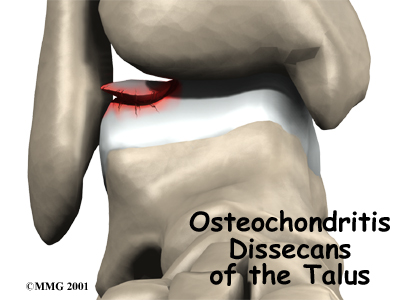 Osteochondritis
Dissecans
of the Talus
©MMG 2001